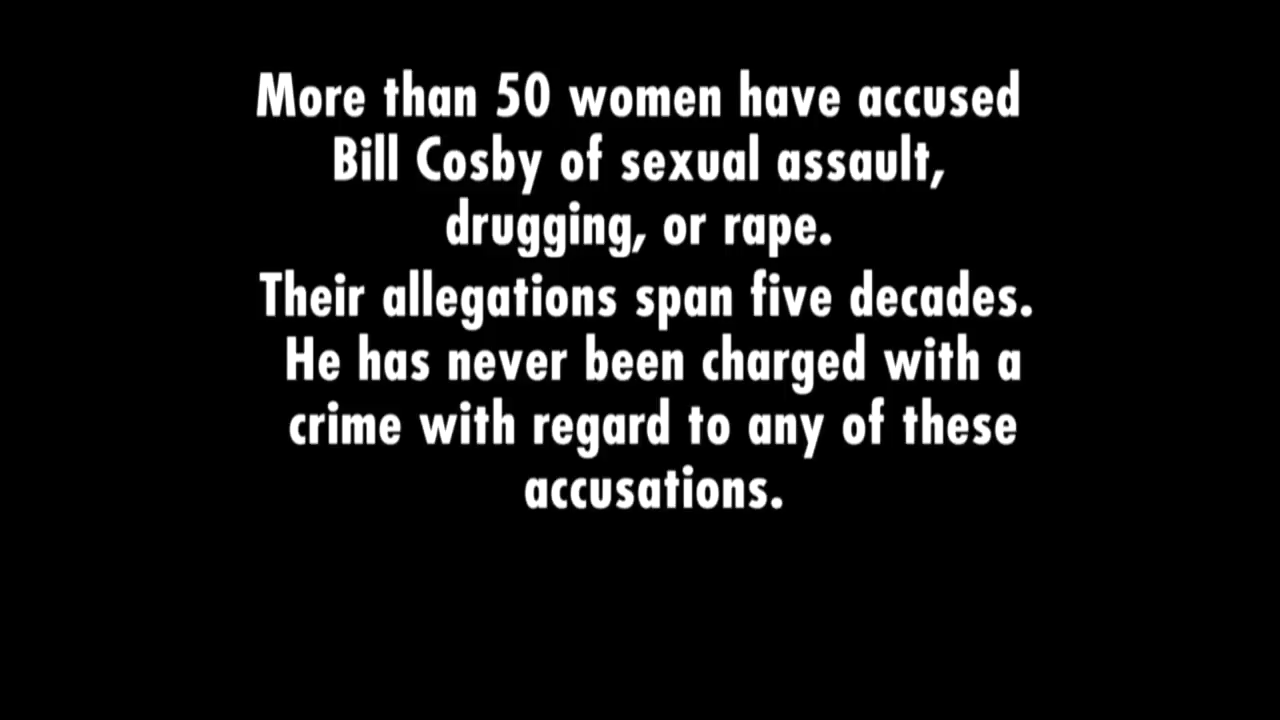 More than 50 women have accused
Bill Cosby of sexual assault,
drugging, or rape.
Their allegations span five decades.
He has never been charged with a
crime with regard to any of these
accusations.